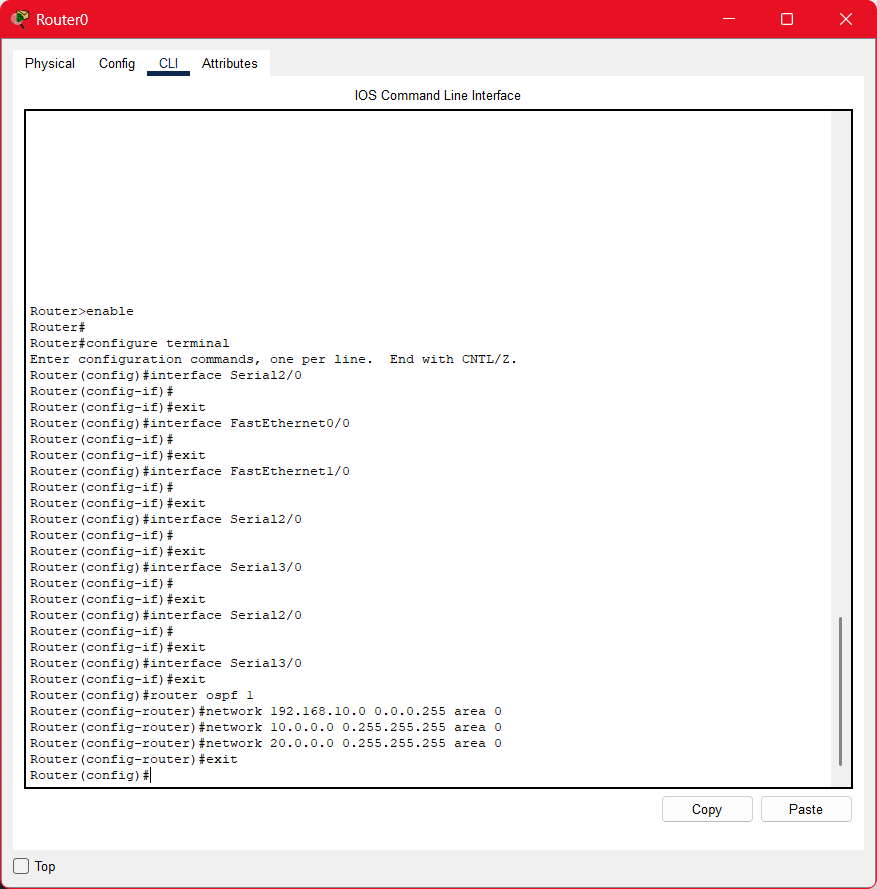 Router0
Physical Config CLI Attributes
IOS Command Line Interface
Router>enable
Router#
Router#configure terminal
Enter configuration commands, one per line.  End with CNTL/Z.
Router(config)#interface Serial2/0
Router(config-if)#
Router(config-if)#exit
Router(config)#interface FastEthernet0/0
Router(config-if)#
Router(config-if)#exit
Router(config)#interface FastEthernet1/0
Router(config-if)#
Router(config-if)#exit
Router(config)#interface Serial2/0
Router(config-if)#
Router(config-if)#exit
Router(config)#interface Serial3/0
Router(config-if)#
Router(config-if)#exit
Router(config)#interface Serial2/0
Router(config-if)#
Router(config-if)#exit
Router(config)#interface Serial3/0
Router(config-if)#exit
Router(config)#router ospf 1
Router(config-router)#network 192.168.10.0 0.0.0.255 area 0
Router(config-router)#network 10.0.0.0 0.255.255.255 area 0
Router(config-router)#network 20.0.0.0 0.255.255.255 area 0
Router(config-router)#exit
Router(config)#
Copy Paste
Top